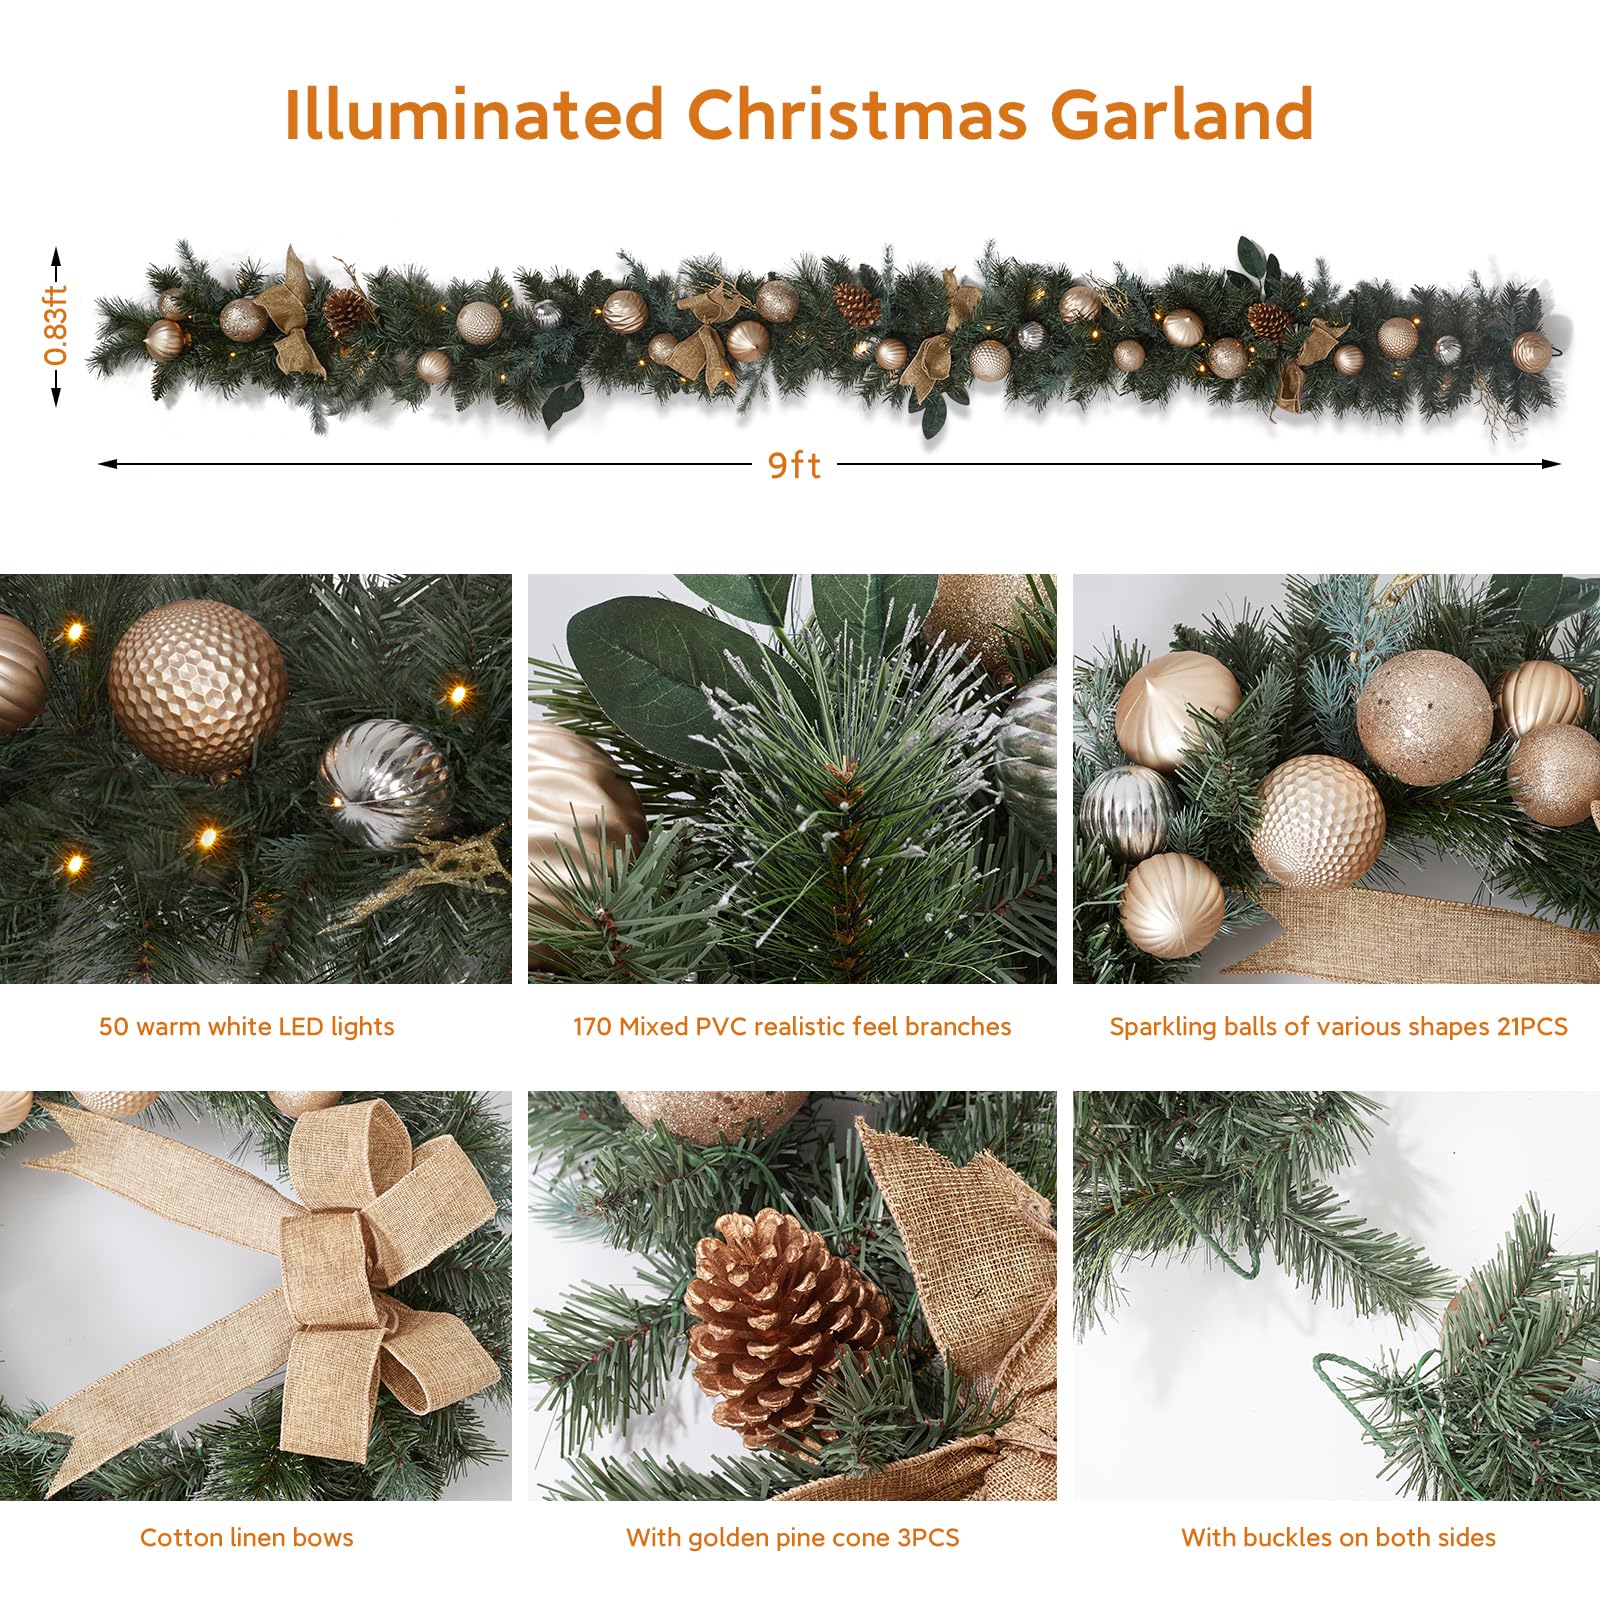 Illuminated Christmas Garland
0.83ft
9ft
50 warm white LED lights
170 Mixed PVC realistic feel branches
Sparkling balls of various shapes 21PCS
Cotton linen bows
With golden pine cone 3PCS
With buckles on both sides